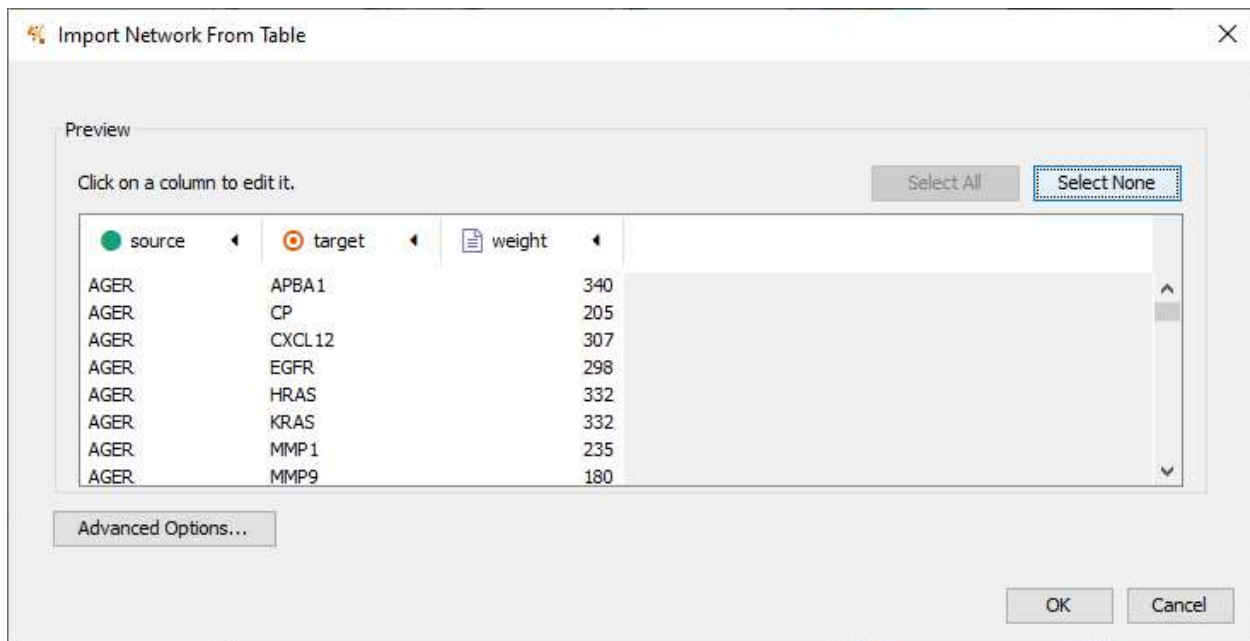 Import Network From Table
Preview
Click on a column to edit it.
Select All
Select None
source target weight
AGER APBA1 340
AGER CP 205
AGER CXCL12 307
AGER EGFR 298
AGER HRAS 332
AGER KRAS 332
AGER MMP1 235
AGER MMP9 180
Advanced Options...
OK
Cancel